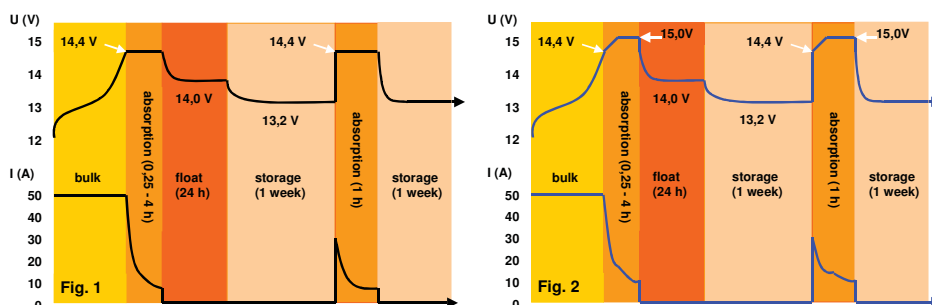 U (V)
15
14
13
12
14,4 V
14,0 V
13,2 V
14,4 V
I (A)
50
40
30
20
10
0
bulk
absorption (0,25 - 4 h)
float
(24 h)
storage
(1 week)
absorption (1 h)
storage
(1 week)
Fig. 1
U (V)
15
14
13
12
14,4 V
15,0V
14,0 V
13,2 V
14,4 V
15,0V
I (A)
50
40
30
20
10
0
bulk
absorption (0,25 - 4 h)
float
(24 h)
storage
(1 week)
absorption (1 h)
storage
(1 week)
Fig. 2